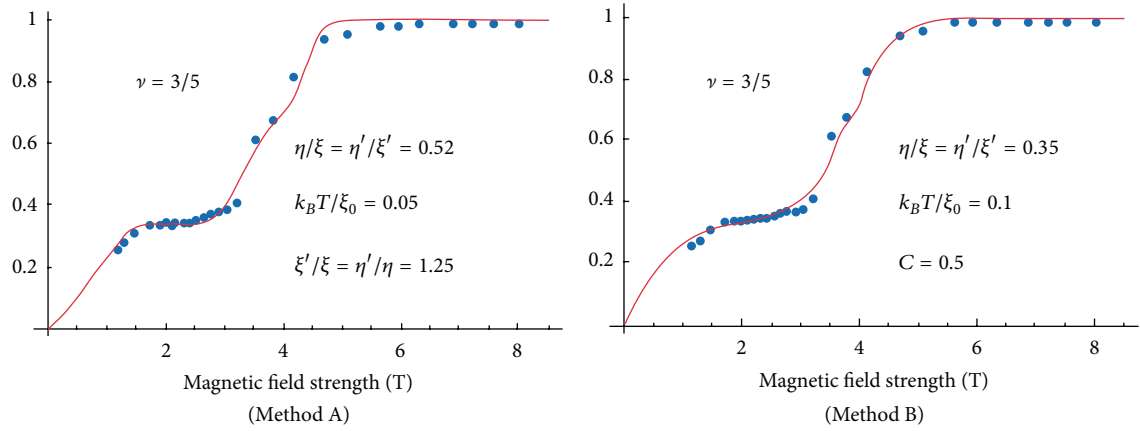 1
0.8
0.6
0.4
0.2
ν = 3/5
η/ξ = η′/ξ′ = 0.52
k_BT/ξ_0 = 0.05
ξ′/ξ = η′/η = 1.25
2 4 6 8
Magnetic field strength (T)
(Method A)
1
0.8
0.6
0.4
0.2
ν = 3/5
η/ξ = η′/ξ′ = 0.35
k_BT/ξ_0 = 0.1
C = 0.5
2 4 6 8
Magnetic field strength (T)
(Method B)